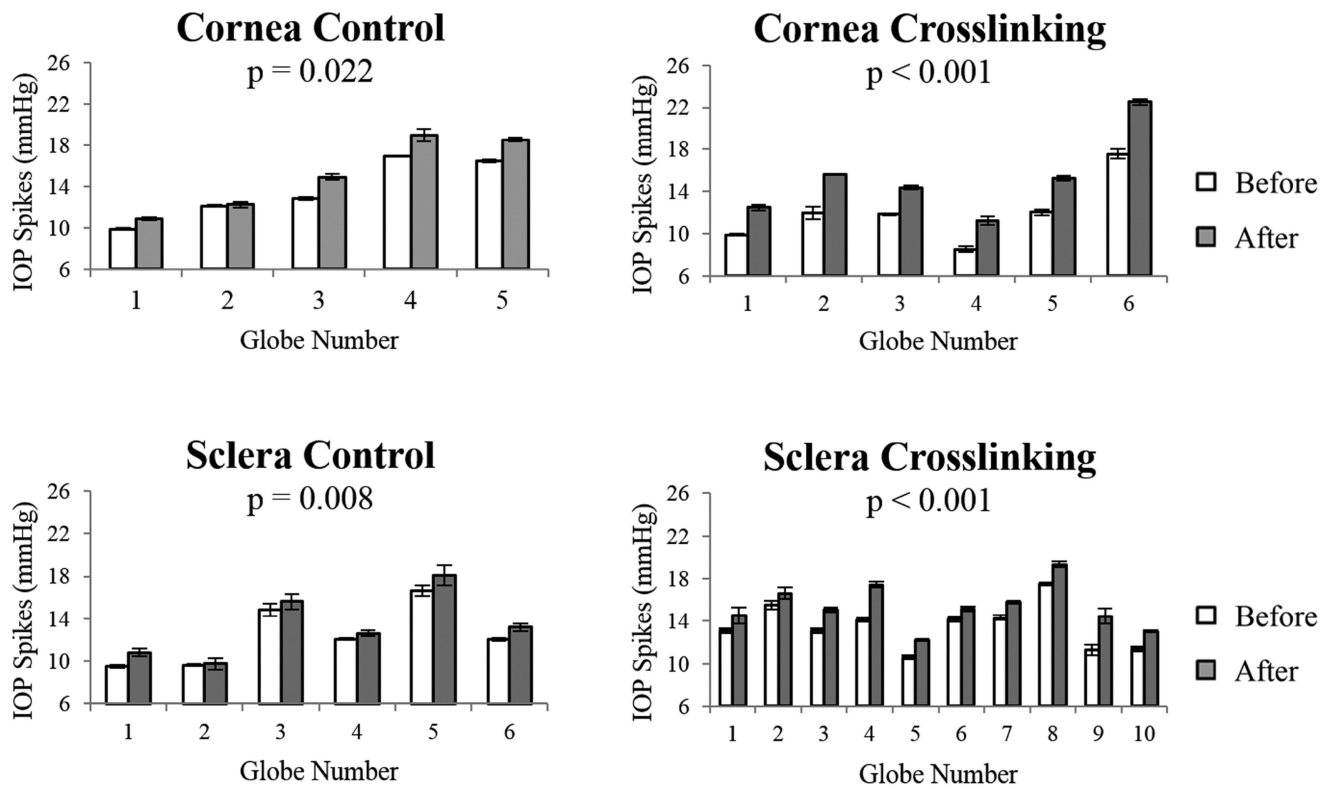 Cornea Control
p = 0.022
IOP Spikes (mmHg)
26
22
18
14
10
6
1 2 3 4 5
Globe Number
Cornea Crosslinking
p < 0.001
IOP Spikes (mmHg)
26
22
18
14
10
6
1 2 3 4 5 6
Globe Number
Before
After
Sclera Control
p = 0.008
IOP Spikes (mmHg)
26
22
18
14
10
6
1 2 3 4 5 6
Globe Number
Sclera Crosslinking
p < 0.001
IOP Spikes (mmHg)
26
22
18
14
10
6
1 2 3 4 5 6 7 8 9 10
Globe Number
Before
After